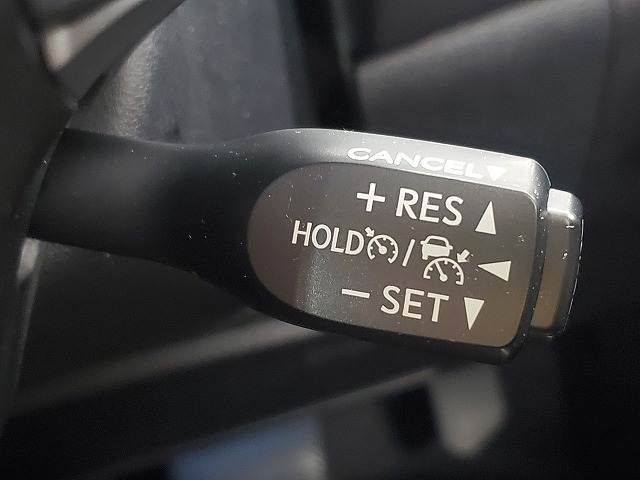 CANCEL▼
+ RES ▲
HOLD / ◀
− SET ▼